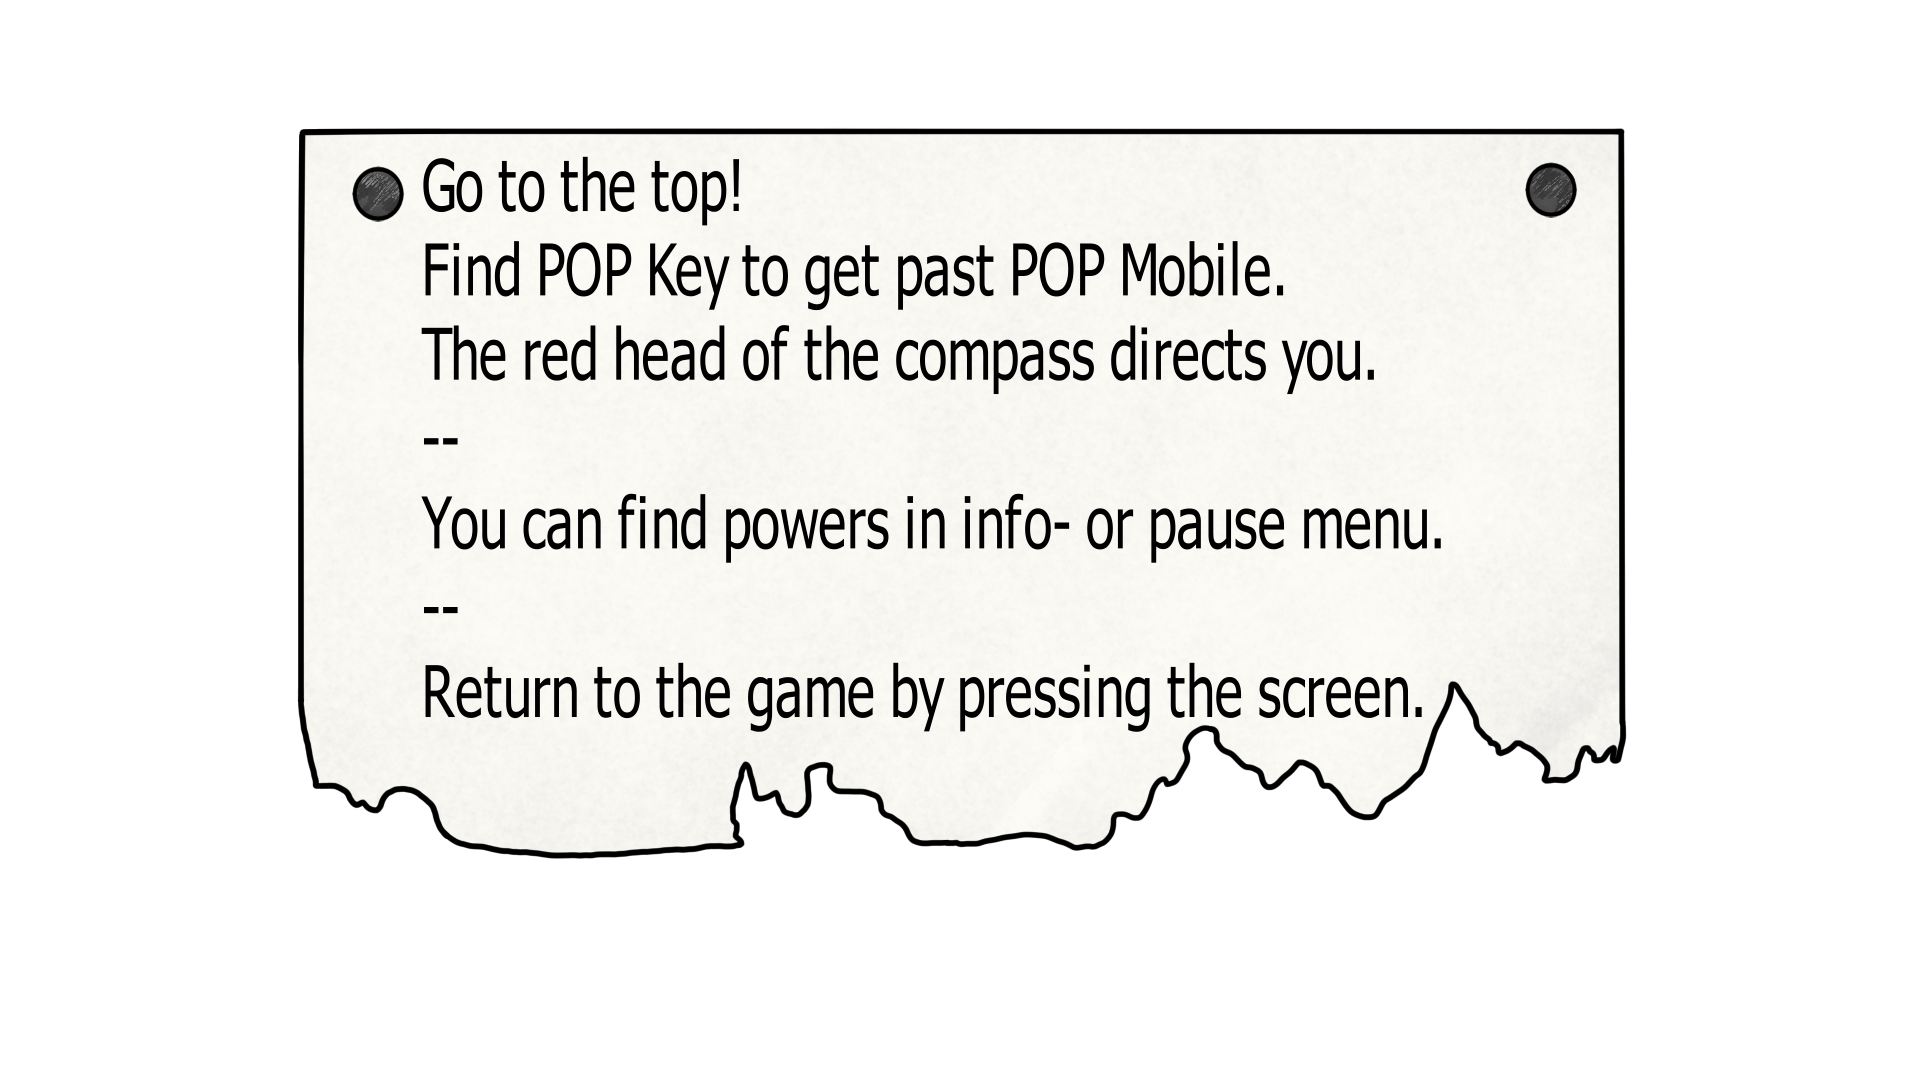 Go to the top!
Find POP Key to get past POP Mobile.
The red head of the compass directs you.
--
You can find powers in info- or pause menu.
--
Return to the game by pressing the screen.